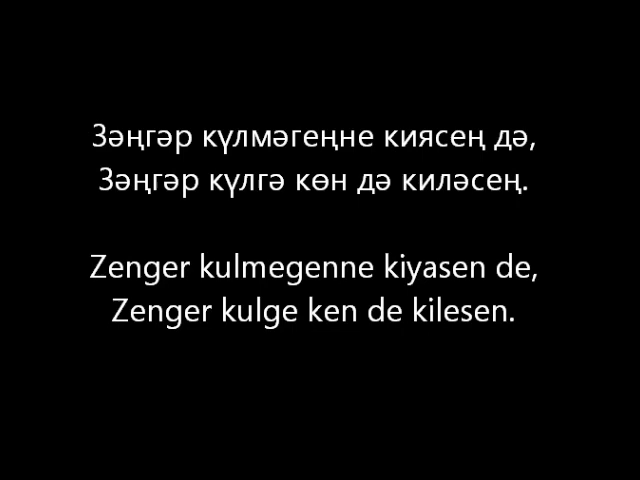 Зәңгәр күлмәгеңне киясең дә,
Зәңгәр күлгә көн дә киләсең.
Zenger kulmegenne kiyasen de,
Zenger kulge ken de kilesen.